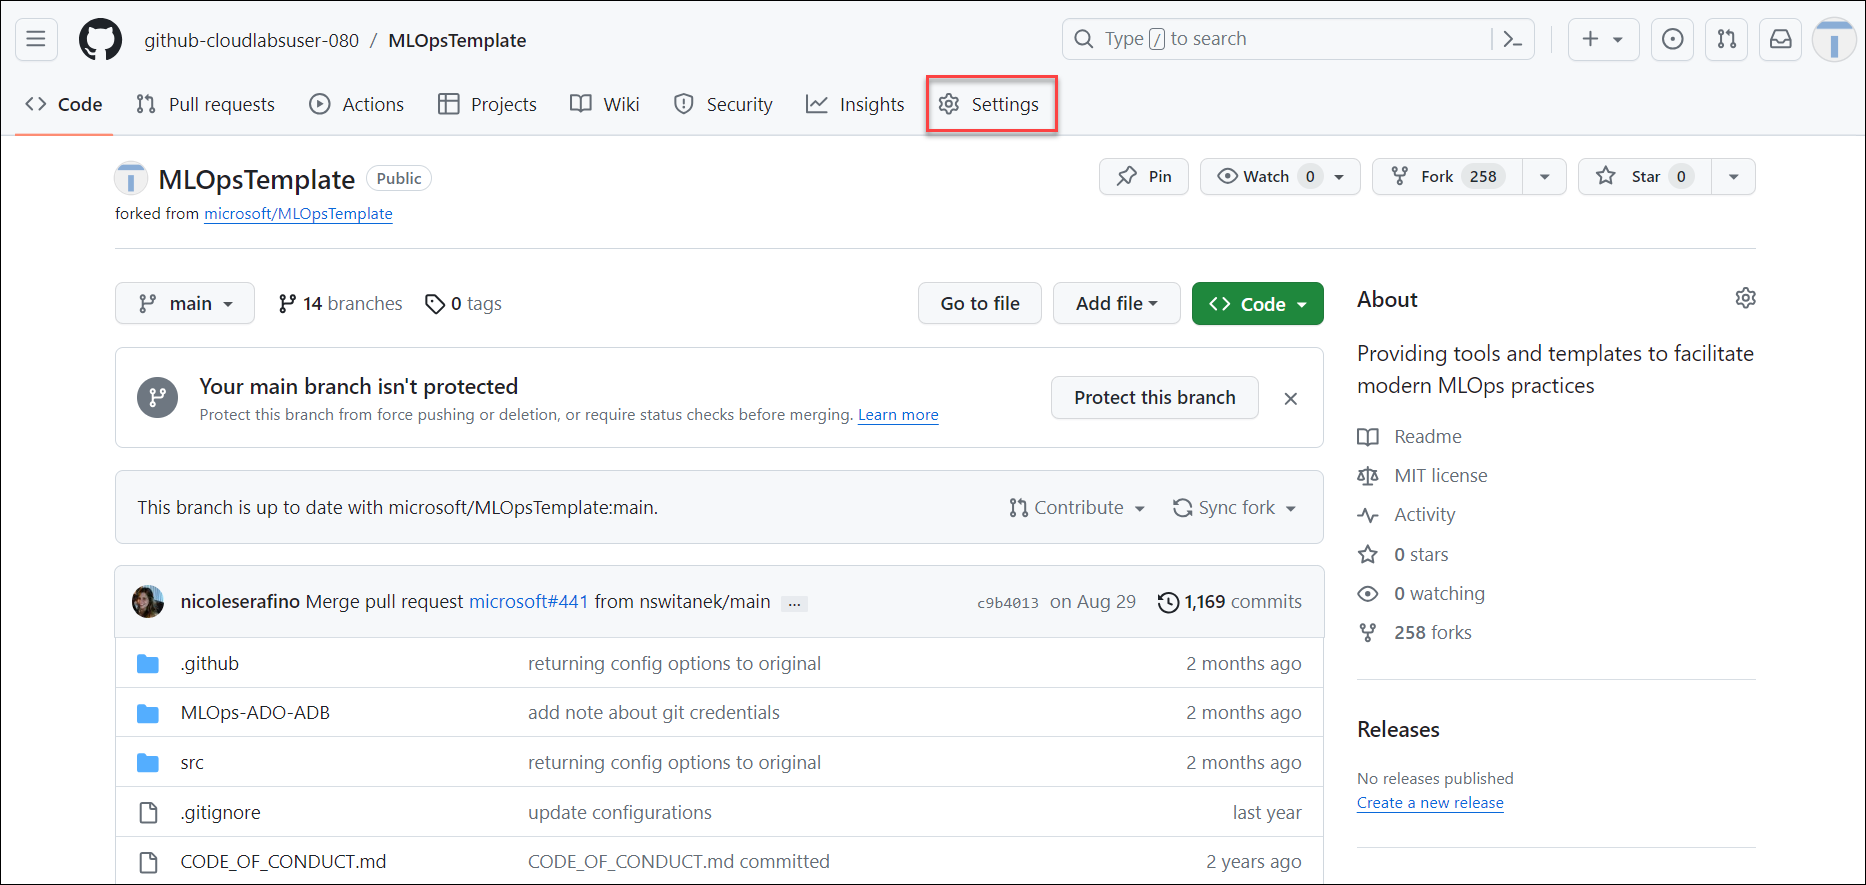 github-cloudlabsuser-080 / MLOpsTemplate
Type / to search
Code Pull requests Actions Projects Wiki Security Insights Settings
MLOpsTemplate Public
Pin Watch 0 Fork 258 Star 0
forked from microsoft/MLOpsTemplate
main 14 branches 0 tags Go to file Add file Code
Your main branch isn't protected
Protect this branch from force pushing or deletion, or require status checks before merging. Learn more
Protect this branch
This branch is up to date with microsoft/MLOpsTemplate:main.
Contribute Sync fork
nicoleserafino Merge pull request microsoft#441 from nswitanek/main ... c9b4013 on Aug 29 1,169 commits
.github returning config options to original 2 months ago
MLOps-ADO-ADB add note about git credentials 2 months ago
src returning config options to original 2 months ago
.gitignore update configurations last year
CODE_OF_CONDUCT.md CODE_OF_CONDUCT.md committed 2 years ago
About
Providing tools and templates to facilitate
modern MLOps practices
Readme
MIT license
Activity
0 stars
0 watching
258 forks
Releases
No releases published
Create a new release